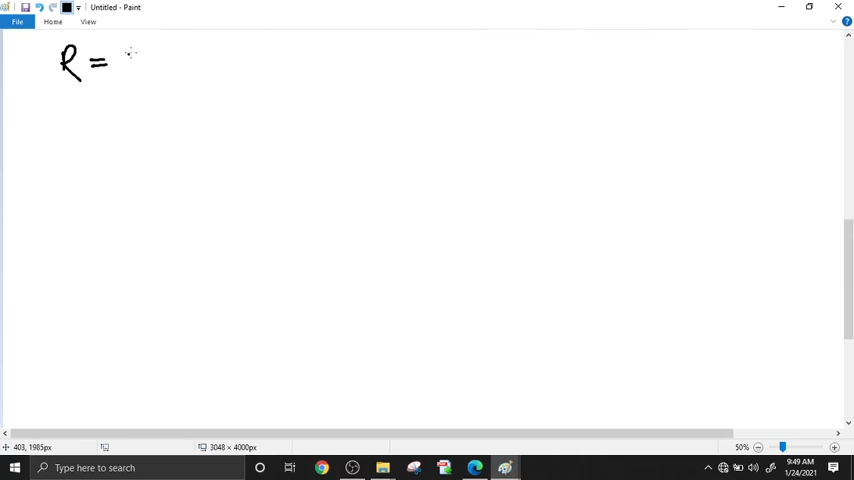 Untitled - Paint
File Home View
R =
403, 1985px 3048 × 4000px 50%
Type here to search 9:49 AM
1/24/2021